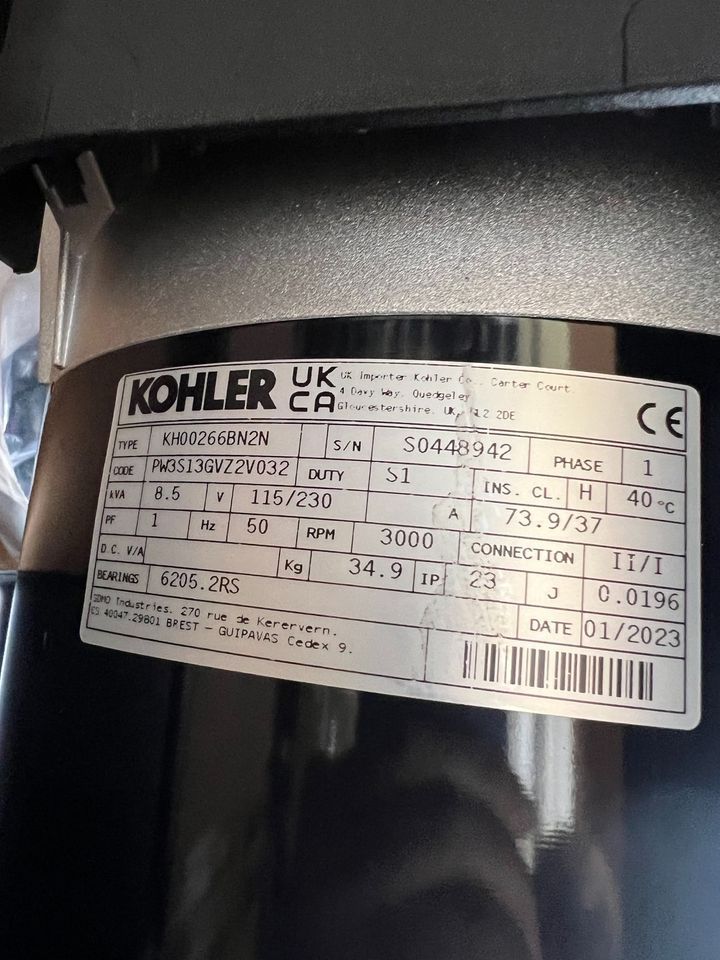 KOHLER UK CA UK Importer Kohler Co., Carter Court.
4 Davy Way, Quedgeley
Gloucestershire. UK, 2DE
CE
TYPE KH00266BN2N S/N S0448942 PHASE 1
CODE PW3S13GVZ2V032 DUTY S1 INS. CL. H 40 °C
kVA 8.5 V 115/230 A 73.9/37
PF 1 Hz 50 RPM 3000 CONNECTION Ii/I
D.C. V/A Kg 34.9 IP 23 J 0.0196
BEARINGS 6205.2RS DATE 01/2023
SDMO Industries. 270 rue de Kerervern.
CS 40047.29801 BREST – GUIPAVAS Cedex 9.